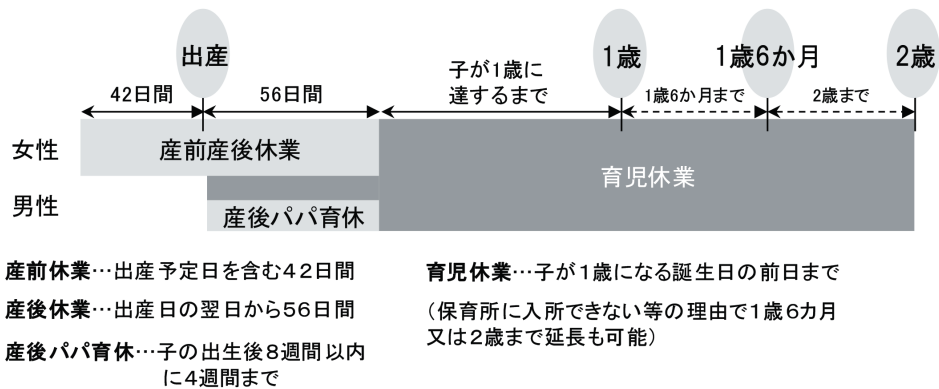 出産
1歳
1歳6か月
2歳
42日間
56日間
子が1歳に
達するまで
1歳6か月まで
2歳まで
女性
産前産後休業
育児休業
男性
産後パパ育休
産前休業…出産予定日を含む42日間
産後休業…出産日の翌日から56日間
産後パパ育休…子の出生後8週間以内
に4週間まで
育児休業…子が1歳になる誕生日の前日まで
（保育所に入所できない等の理由で1歳6カ月
又は2歳まで延長も可能）